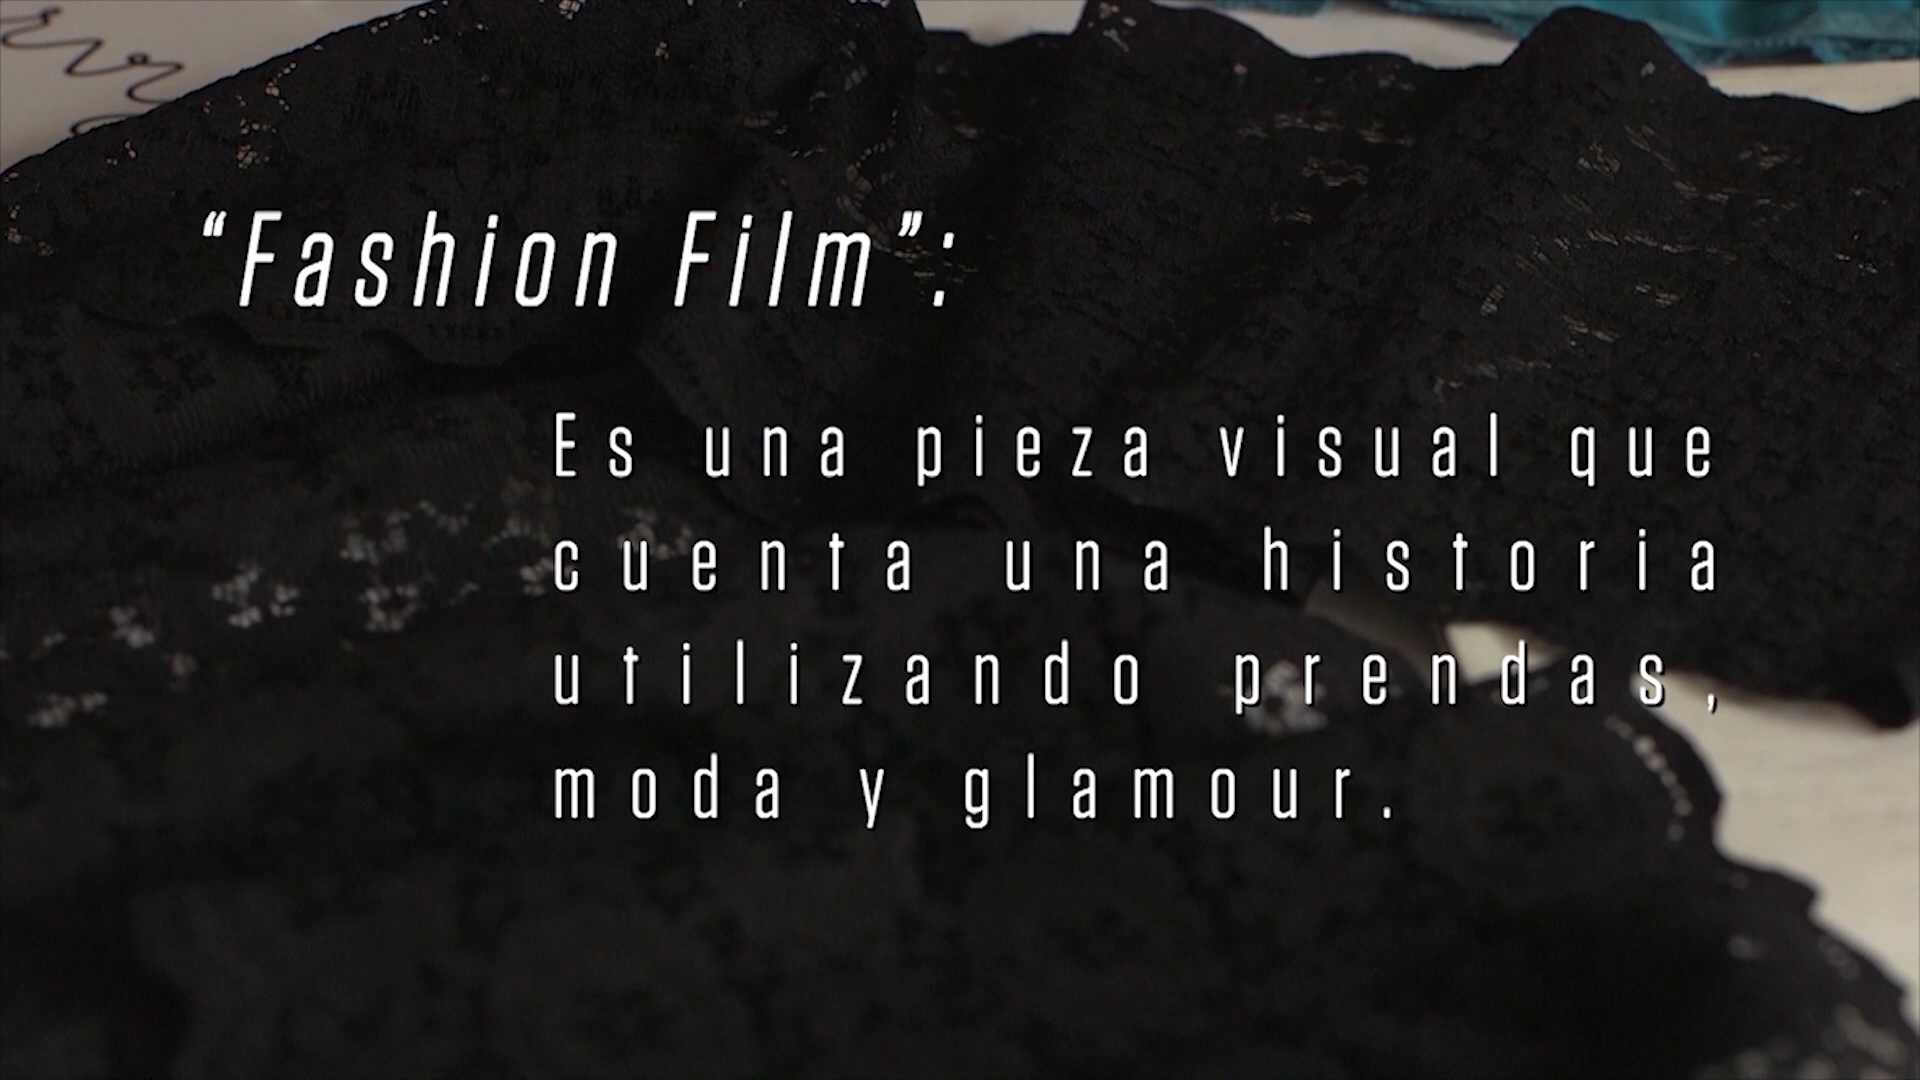 “Fashion Film”:
Es una pieza visual que
cuenta una historia
utilizando prendas,
moda y glamour.